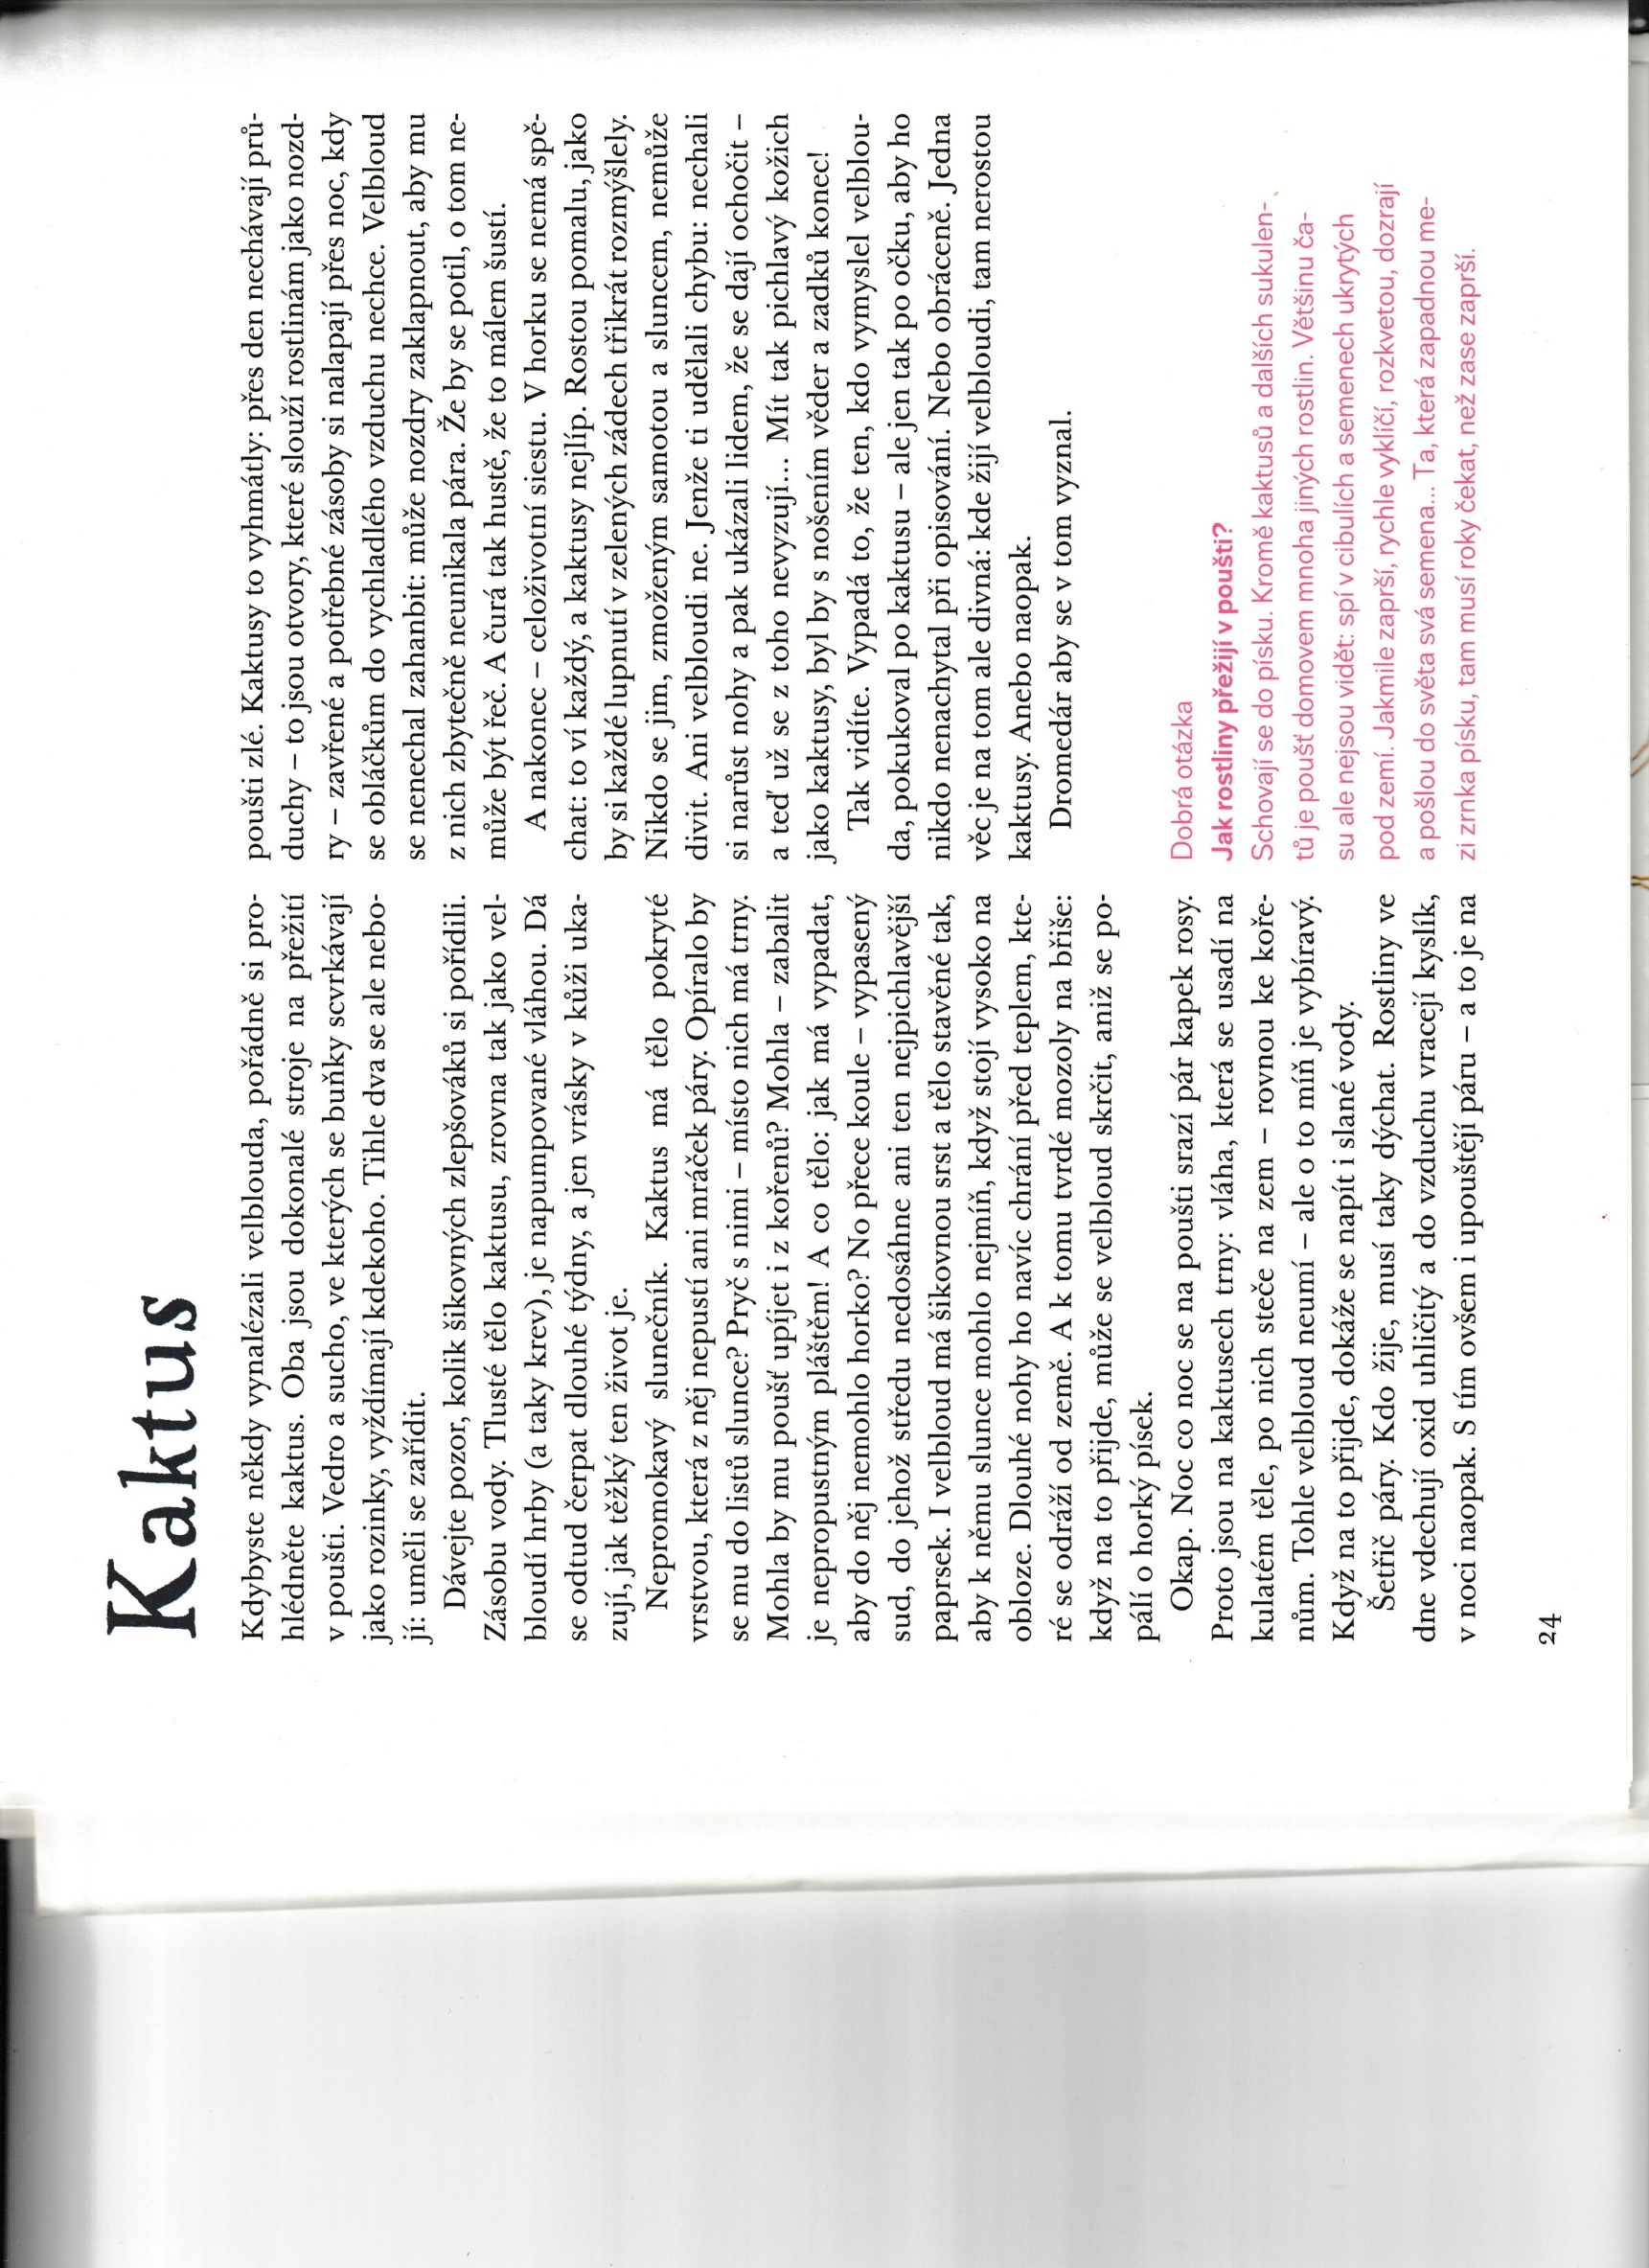 Kaktus
Kdybyste někdy vynalézali velblouda, pořádně si pro-
hlédněte kaktus. Oba jsou dokonalé stroje na přežití
v poušti. Vedro a sucho, ve kterých se buňky scvrkávají
jako rozinky, vyždímají kdekoho. Tihle dva se ale nebo-
jí: uměli se zařídit.
Dávejte pozor, kolik šikovných zlepšováků si pořídili.
Zásobu vody. Tlusté tělo kaktusu, zrovna tak jako vel-
bloudí hrby (a taky krev), je napumpované vláhou. Dá
se odtud čerpat dlouhé týdny, a jen vrásky v kůži uka-
zují, jak těžký ten život je.
Nepromokavý slunečník. Kaktus má tělo pokryté
vrstvou, která z něj nepustí ani mráček páry. Opíralo by
se mu do listů slunce? Pryč s nimi – místo nich má trny.
Mohla by mu poušť upíjet i z kořenů? Mohla – zabalit
je nepropustným pláštěm! A co tělo: jak má vypadat,
aby do něj nemohlo horko? No přece koule – vypasený
sud, do jehož středu nedosáhne ani ten nejpichlavější
paprsek. I velbloud má šikovnou srst a tělo stavěné tak,
aby k němu slunce mohlo nejmíň, když stojí vysoko na
obloze. Dlouhé nohy ho navíc chrání před teplem, kte-
ré se odráží od země. A k tomu tvrdé mozoly na břiše:
když na to přijde, může se velbloud skrčit, aniž se po-
pálí o horký písek.
Okap. Noc co noc se na poušti srazí pár kapek rosy.
Proto jsou na kaktusech trny: vláha, která se usadí na
kulatém těle, po nich steče na zem – rovnou ke koře-
nům. Tohle velbloud neumí – ale o to míň je vybíravý.
Když na to přijde, dokáže se napít i slané vody.
Šetřič páry. Kdo žije, musí taky dýchat. Rostliny ve
dne vdechují oxid uhličitý a do vzduchu vracejí kyslík,
v noci naopak. S tím ovšem i upouštějí páru – a to je na
poušti zlé. Kaktusy to vyhmátly: přes den nechávají prů-
duchy – to jsou otvory, které slouží rostlinám jako nozd-
ry – zavřené a potřebné zásoby si nalapají přes noc, kdy
se obláčkům do vychladlého vzduchu nechce. Velbloud
se nenechal zahanbit: může nozdry zaklapnout, aby mu
z nich zbytečně neunikala pára. Že by se potil, o tom ne-
může být řeč. A čurá tak hustě, že to málem šustí.
A nakonec – celoživotní siestu. V horku se nemá spě-
chat: to ví každý, a kaktusy nejlíp. Rostou pomalu, jako
by si každé lupnutí v zelených zádech třikrát rozmýšlely.
Nikdo se jim, zmoženým samotou a sluncem, nemůže
divit. Ani velbloudi ne. Jenže ti udělali chybu: nechali
si narůst nohy a pak ukázali lidem, že se dají ochočit –
a teď už se z toho nevyzují... Mít tak pichlavý kožich
jako kaktusy, byl by s nošením věder a zadků konec!
Tak vidíte. Vypadá to, že ten, kdo vymyslel velblou-
da, pokukoval po kaktusu – ale jen tak po očku, aby ho
nikdo nenachytal při opisování. Nebo obráceně. Jedna
věc je na tom ale divná: kde žijí velbloudi, tam nerostou
kaktusy. Anebo naopak.
Dromedár aby se v tom vyznal.
Dobrá otázka
Jak rostliny přežijí v poušti?
Schovají se do písku. Kromě kaktusů a dalších sukulen-
tů je poušť domovem mnoha jiných rostlin. Většinu ča-
su ale nejsou vidět: spí v cibulích a semenech ukrytých
pod zemí. Jakmile zaprší, rychle vyklíčí, rozkvetou, dozrají
a pošlou do světa svá semena... Ta, která zapadnou me-
zi zrnka písku, tam musí roky čekat, než zase zaprší.
24